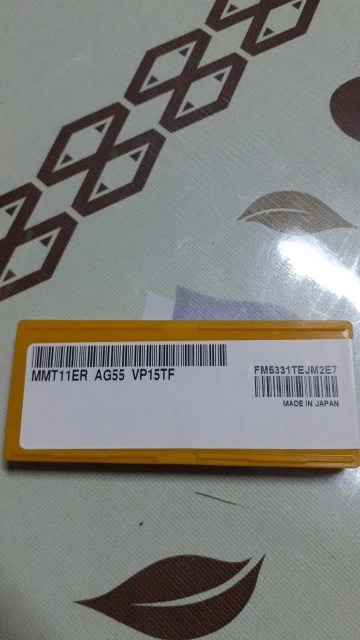 MMT11ER AG55 VP15TF
FM5331TEJM2E7
MADE IN JAPAN